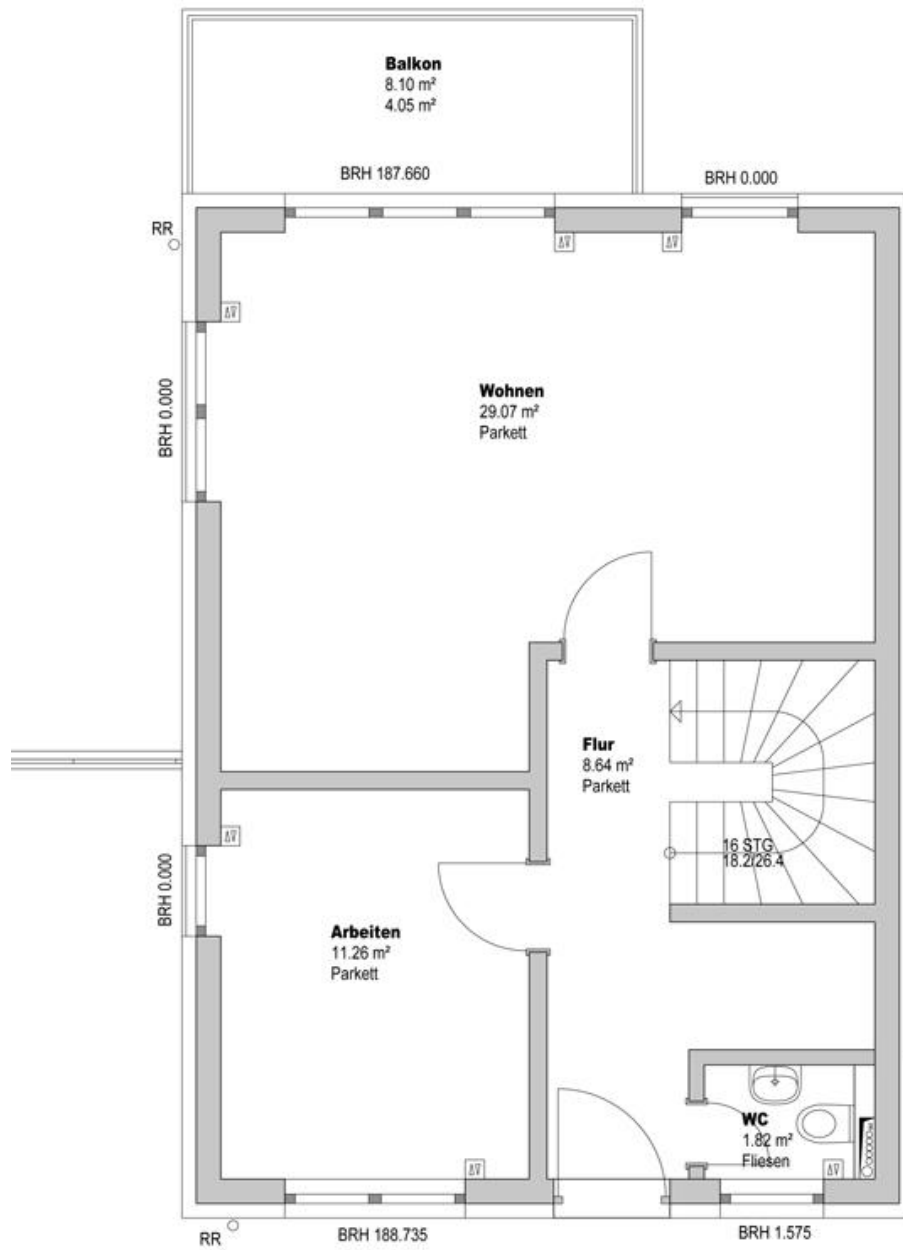 Balkon
8.10 m²
4.05 m²
BRH 187.660
BRH 0.000
RR
BRH 0.000
Wohnen
29.07 m²
Parkett
Flur
8.64 m²
Parkett
16 STG
18.2/26.4
BRH 0.000
Arbeiten
11.26 m²
Parkett
WC
1.82 m²
Fliesen
RR
BRH 188.735
BRH 1.575